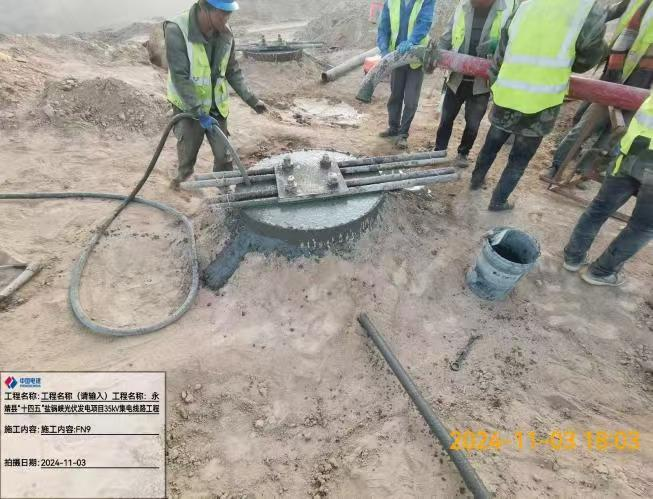 中国电建
工程名称:工程名称（请输入）工程名称：永
靖县"十四五"盐锅峡光伏发电项目35kV集电线路工程
施工内容:施工内容:FN9
拍摄日期:2024-11-03
2024-11-03 18:03